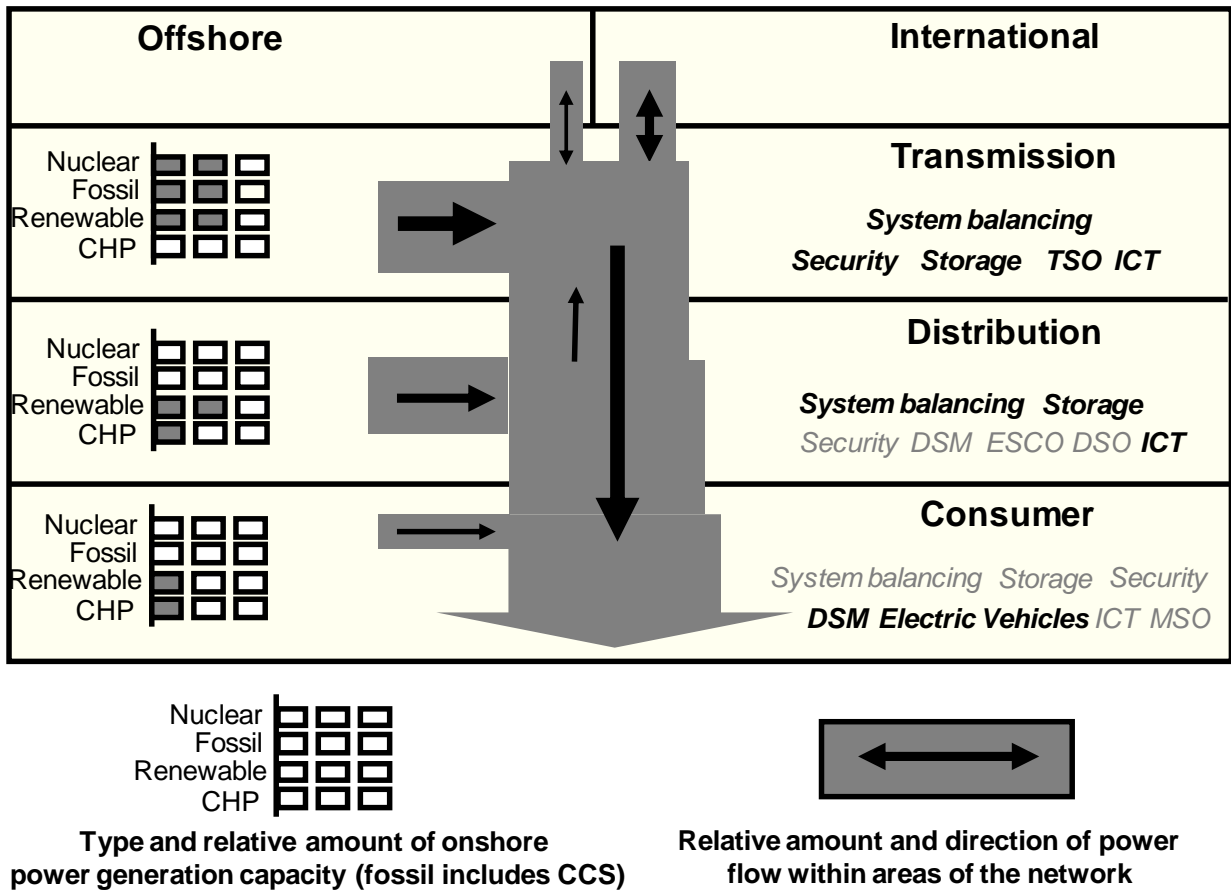 Offshore
International
Nuclear
Fossil
Renewable
CHP
Transmission
System balancing
Security Storage TSO ICT
Nuclear
Fossil
Renewable
CHP
Distribution
System balancing Storage
Security DSM ESCO DSO ICT
Nuclear
Fossil
Renewable
CHP
Consumer
System balancing Storage Security
DSM Electric Vehicles ICT MSO
Nuclear
Fossil
Renewable
CHP
Type and relative amount of onshore
power generation capacity (fossil includes CCS)
Relative amount and direction of power
flow within areas of the network